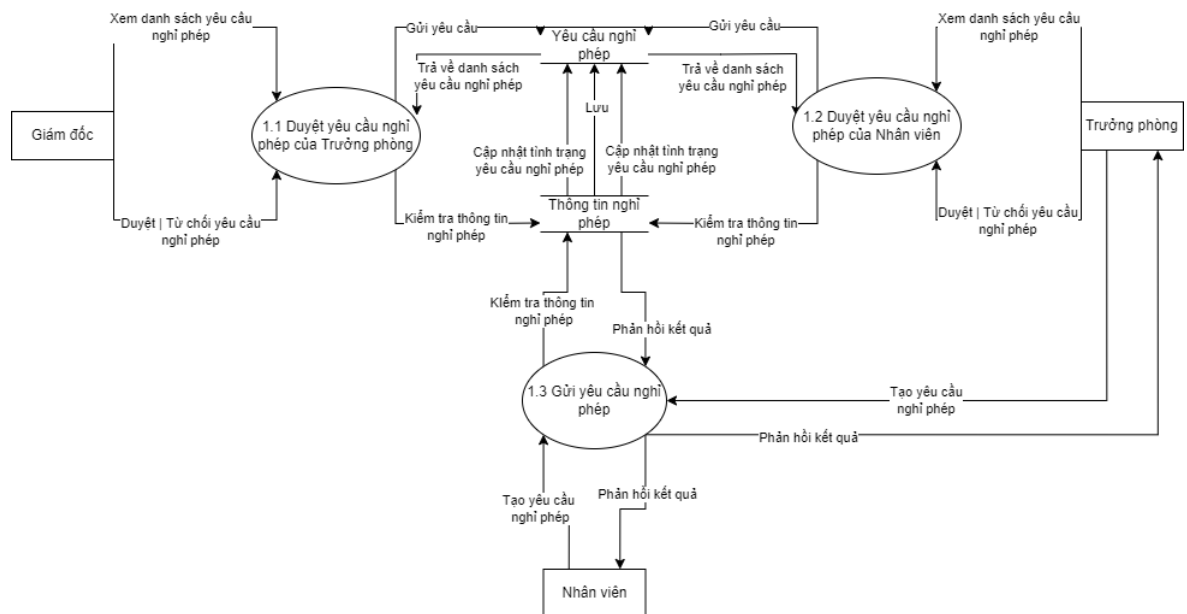 Xem danh sách yêu cầu
nghỉ phép
Gửi yêu cầu
Yêu cầu nghỉ
phép
Gửi yêu cầu
Xem danh sách yêu cầu
nghỉ phép
Trả về danh sách
yêu cầu nghỉ phép
Trả về danh sách
yêu cầu nghỉ phép
Lưu
Giám đốc
1.1 Duyệt yêu cầu nghỉ
phép của Trưởng phòng
1.2 Duyệt yêu cầu nghỉ
phép của Nhân viên
Trưởng phòng
Cập nhật tình trạng
yêu cầu nghỉ phép
Cập nhật tình trạng
yêu cầu nghỉ phép
Duyệt | Từ chối yêu cầu
nghỉ phép
Kiểm tra thông tin
nghỉ phép
Thông tin nghỉ
phép
Kiểm tra thông tin
nghỉ phép
Duyệt | Từ chối yêu cầu
nghỉ phép
KIểm tra thông tin
nghỉ phép
Phản hồi kết quả
1.3 Gửi yêu cầu nghỉ
phép
Tạo yêu cầu
nghỉ phép
Phản hồi kết quả
Tạo yêu cầu
nghỉ phép
Phản hồi kết quả
Nhân viên